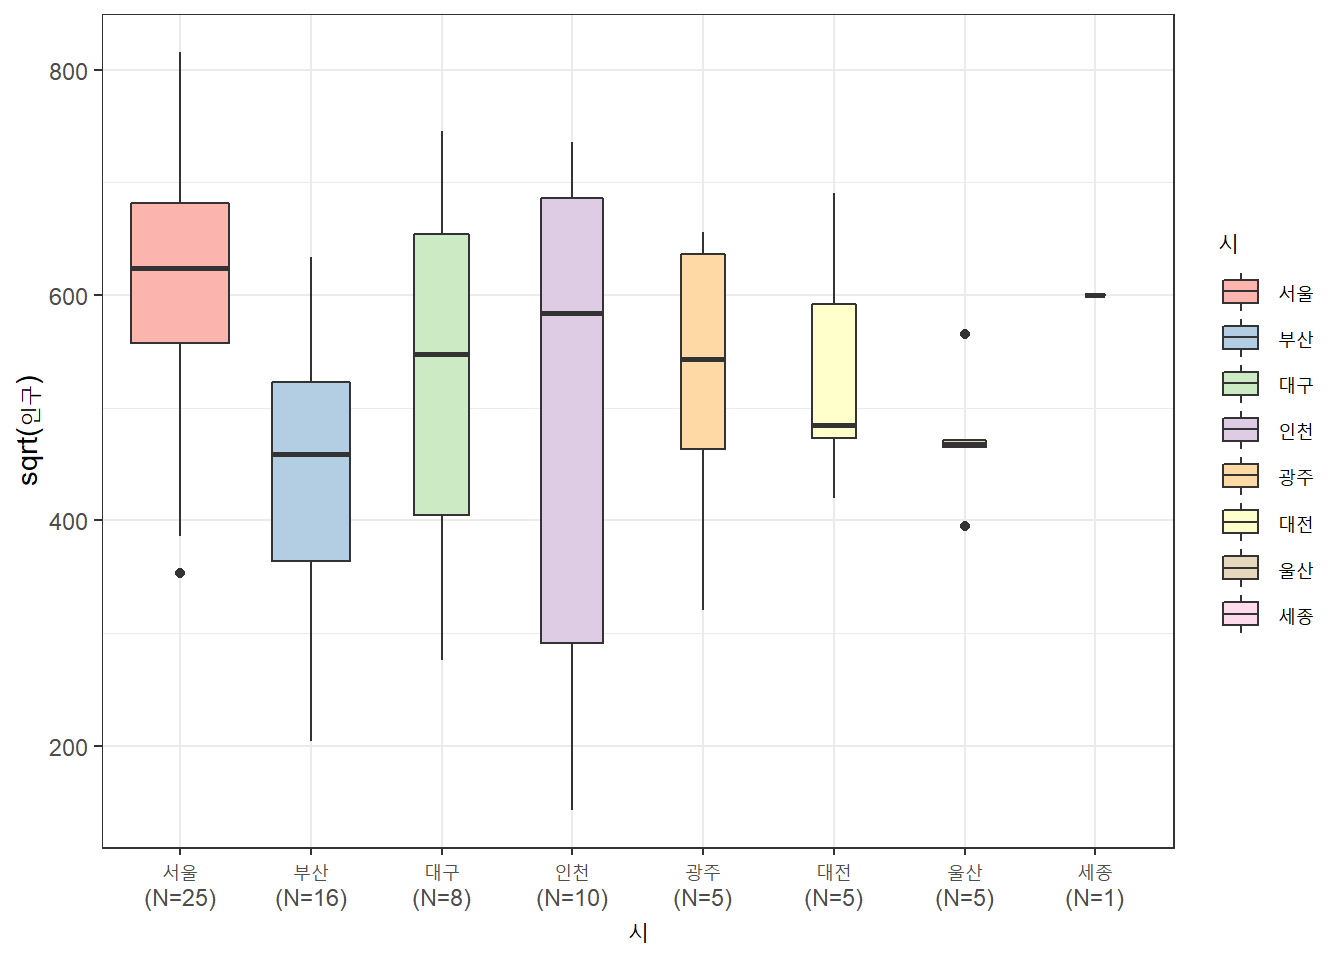 sqrt(인구)
800
600
400
200
서울
(N=25)
부산
(N=16)
대구
(N=8)
인천
(N=10)
광주
(N=5)
대전
(N=5)
울산
(N=5)
세종
(N=1)
시
시
서울
부산
대구
인천
광주
대전
울산
세종